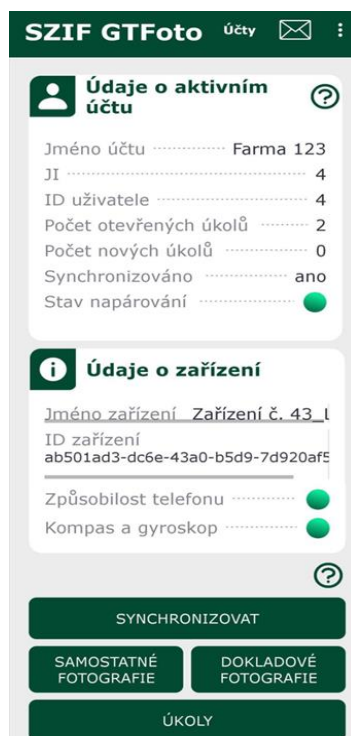 SZIF GTFoto Účty
Údaje o aktivním
účtu
Jméno účtu Farma 123
JI 4
ID uživatele 4
Počet otevřených úkolů 2
Počet nových úkolů 0
Synchronizováno ano
Stav napárování
Údaje o zařízení
Jméno zařízení Zařízení č. 43_
ID zařízení
ab501ad3-dc6e-43a0-b5d9-7d920af5
Způsobilost telefonu
Kompas a gyroskop
SYNCHRONIZOVAT
SAMOSTATNÉ
FOTOGRAFIE
DOKLADOVÉ
FOTOGRAFIE
ÚKOLY